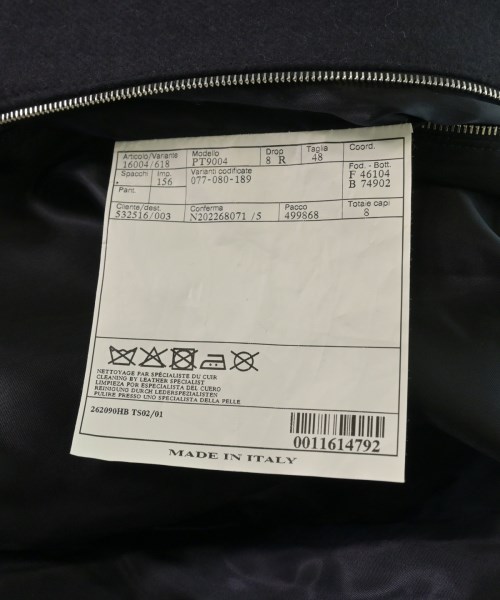 Articolo/Variante Modello Drop Taglia Coord.
16004/618 PT9004 8 R 48
Spacchi Imp. Varianti codificate Fod. - Bott.
. 156 077-080-189 F 46104
Part. B 74902
Cliente/dest. Conferma Pacco Totale capi
532516/003 N202268071 /5 499868 8
NETTOYAGE PAR SPÉCIALISTE DU CUIR
CLEANING BY LEATHER SPECIALIST
LIMPIEZA POR ESPECIALISTA DEL CUERO
REINIGUNG DURCH LEDERSPEZIALISTEN
PULIRE PRESSO UNO SPECIALISTA DELLA PELLE
262090HB TS02/01
0011614792
MADE IN ITALY